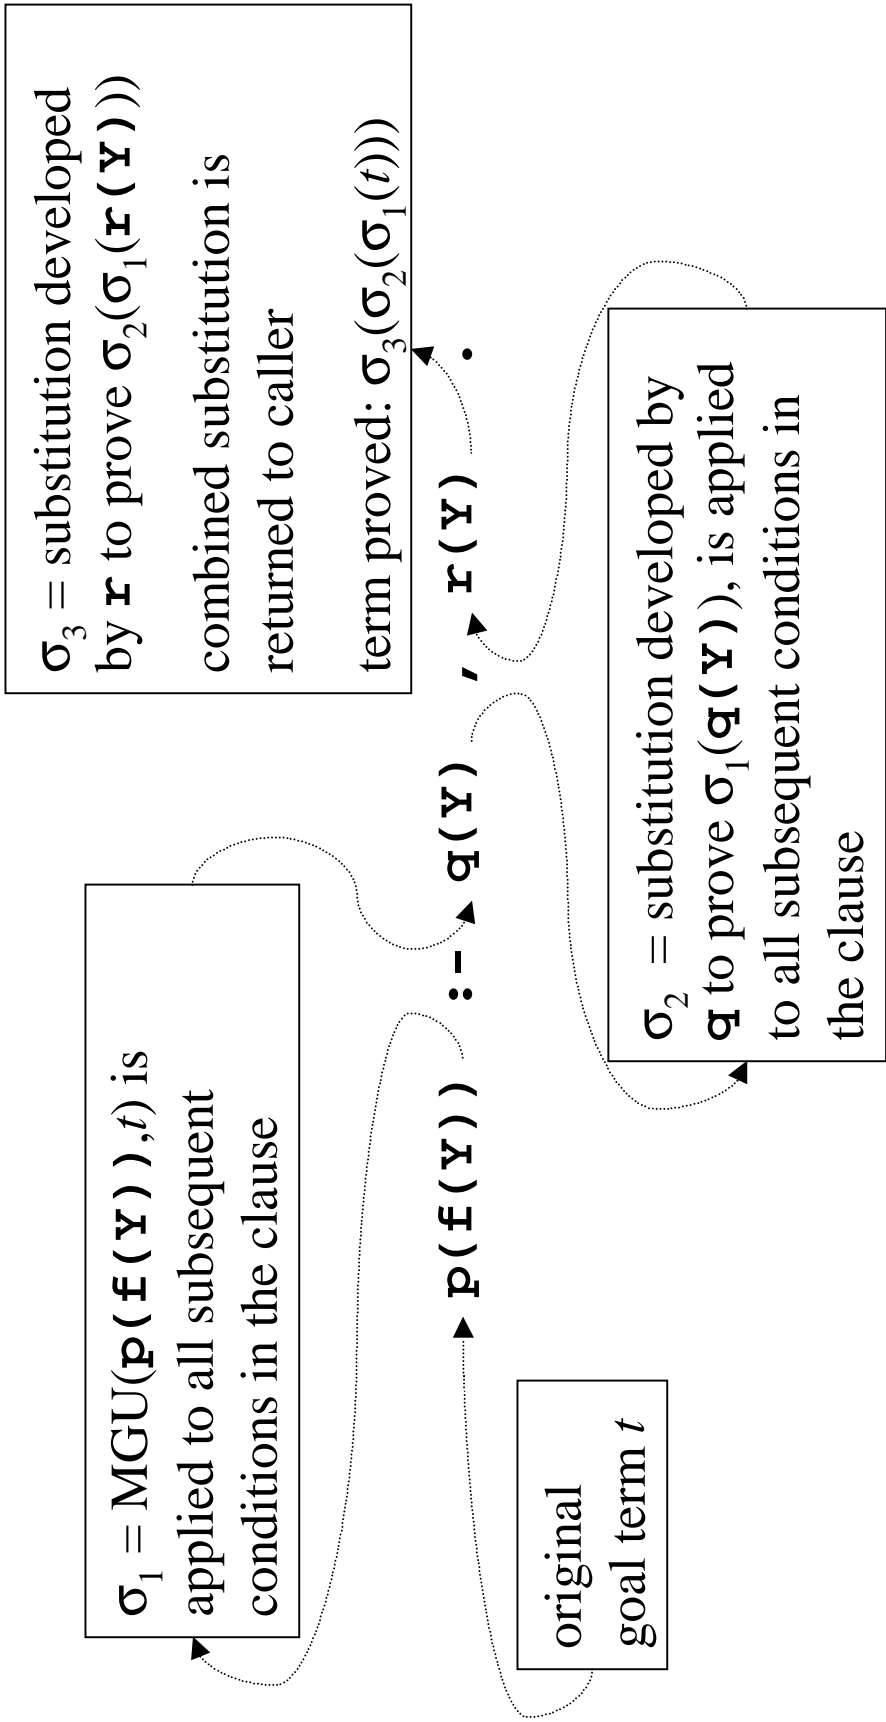 σ₁ = MGU(p(f(Y)),t) is
applied to all subsequent
conditions in the clause
σ₃ = substitution developed
by r to prove σ₂(σ₁(r(Y)))
combined substitution is
returned to caller
term proved: σ₃(σ₂(σ₁(t)))
p(f(Y)) :- q(Y) , r(Y) .
original
goal term t
σ₂ = substitution developed by
q to prove σ₁(q(Y)), is applied
to all subsequent conditions in
the clause